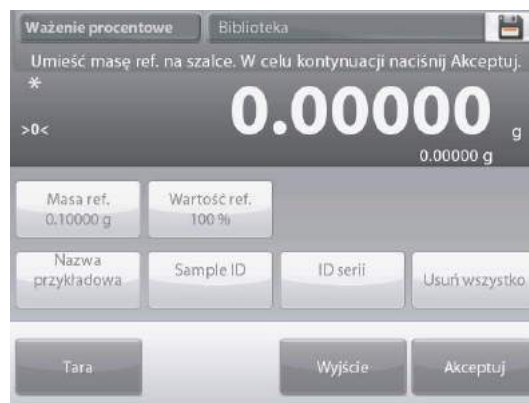 Ważenie procentowe Biblioteka
Umieść masę ref. na szalce. W celu kontynuacji naciśnij Akceptuj.
*
>0< 0.00000 g
0.00000 g
Masa ref. Wartość ref.
0.10000 g 100 %
Nazwa przykładowa Sample ID ID serii Usuń wszystko
Tara Wyjście Akceptuj